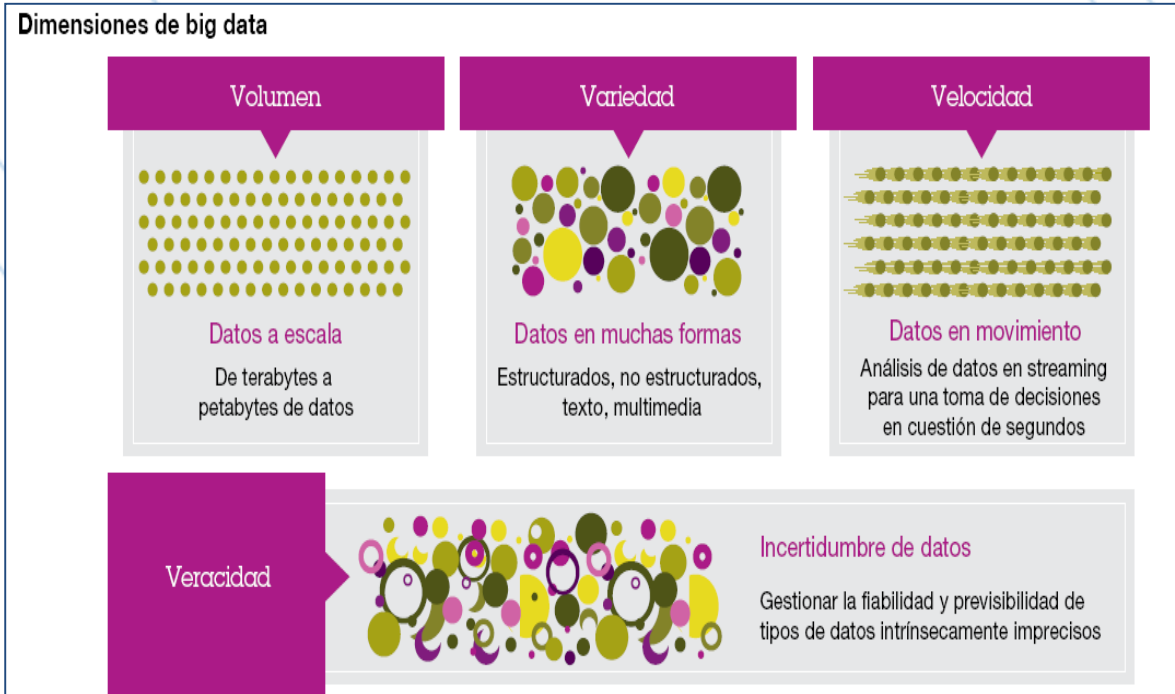 Dimensiones de big data
Volumen
Datos a escala
De terabytes a
petabytes de datos
Variedad
Datos en muchas formas
Estructurados, no estructurados,
texto, multimedia
Velocidad
Datos en movimiento
Análisis de datos en streaming
para una toma de decisiones
en cuestión de segundos
Veracidad
Incertidumbre de datos
Gestionar la fiabilidad y previsibilidad de
tipos de datos intrínsecamente imprecisos